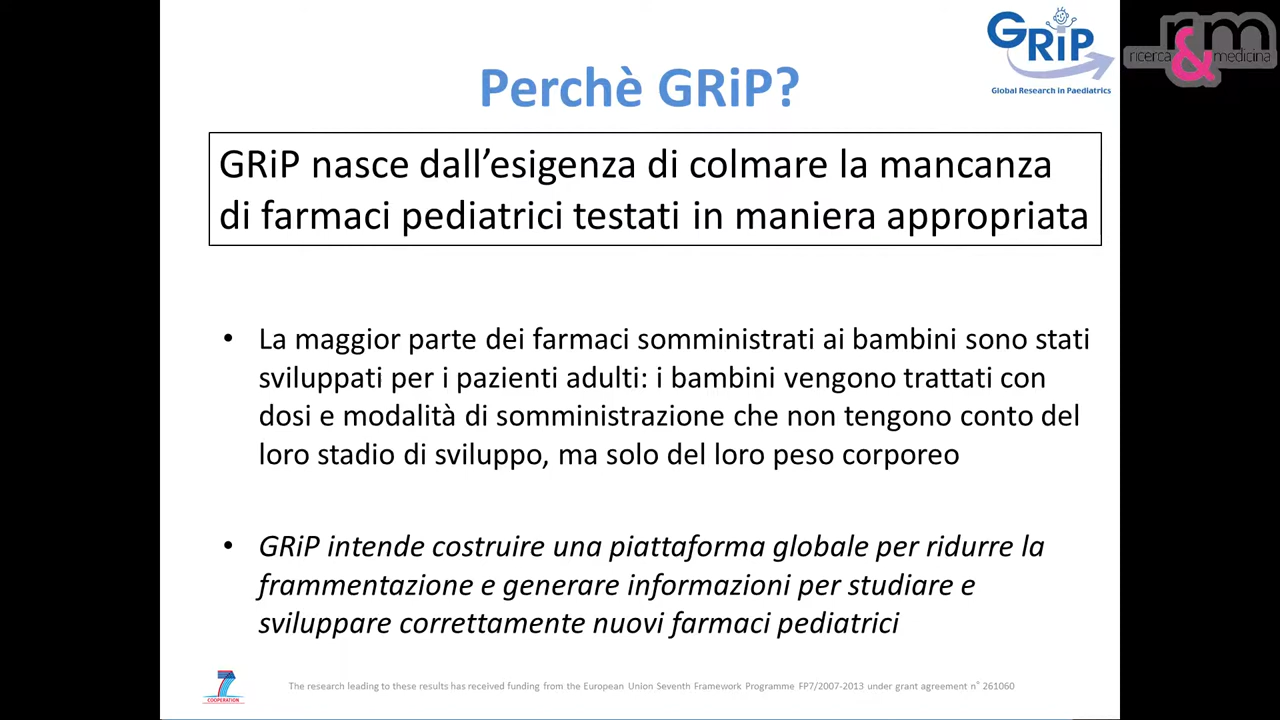 GRiP
Global Research in Paediatrics
r&m
ricerca medicina
Perchè GRiP?
GRiP nasce dall’esigenza di colmare la mancanza
di farmaci pediatrici testati in maniera appropriata
• La maggior parte dei farmaci somministrati ai bambini sono stati
sviluppati per i pazienti adulti: i bambini vengono trattati con
dosi e modalità di somministrazione che non tengono conto del
loro stadio di sviluppo, ma solo del loro peso corporeo
• GRiP intende costruire una piattaforma globale per ridurre la
frammentazione e generare informazioni per studiare e
sviluppare correttamente nuovi farmaci pediatrici
7
COOPERATION
The research leading to these results has received funding from the European Union Seventh Framework Programme FP7/2007-2013 under grant agreement n° 261060